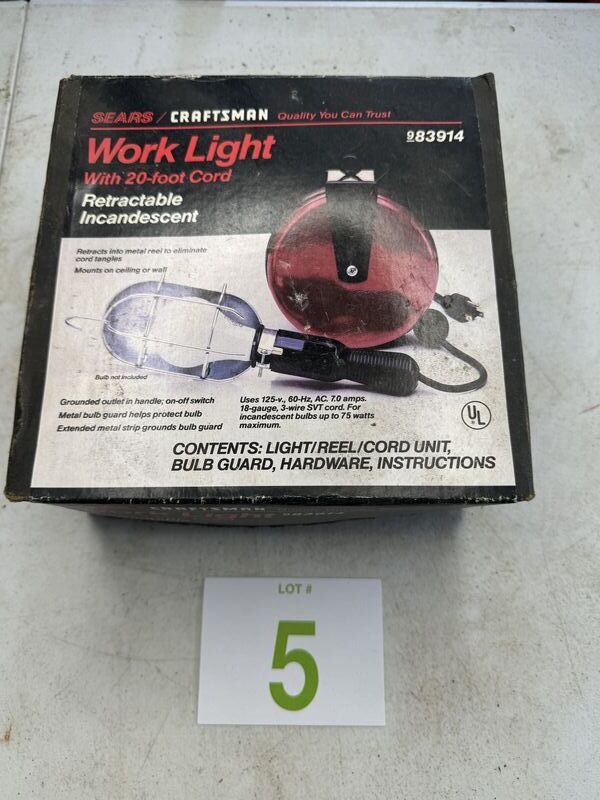 SEARS / CRAFTSMAN Quality You Can Trust
Work Light
983914
With 20-foot Cord
Retractable
Incandescent
Retracts into metal reel to eliminate
cord tangles
Mounts on ceiling or wall
Bulb not included
Grounded outlet in handle; on-off switch
Metal bulb guard helps protect bulb
Extended metal strip grounds bulb guard
Uses 125-v., 60-Hz, AC. 7.0 amps.
18-gauge, 3-wire SVT cord. For
incandescent bulbs up to 75 watts
maximum.
UL
®
CONTENTS: LIGHT/REEL/CORD UNIT,
BULB GUARD, HARDWARE, INSTRUCTIONS
CRAFTSMAN
LOT #
5